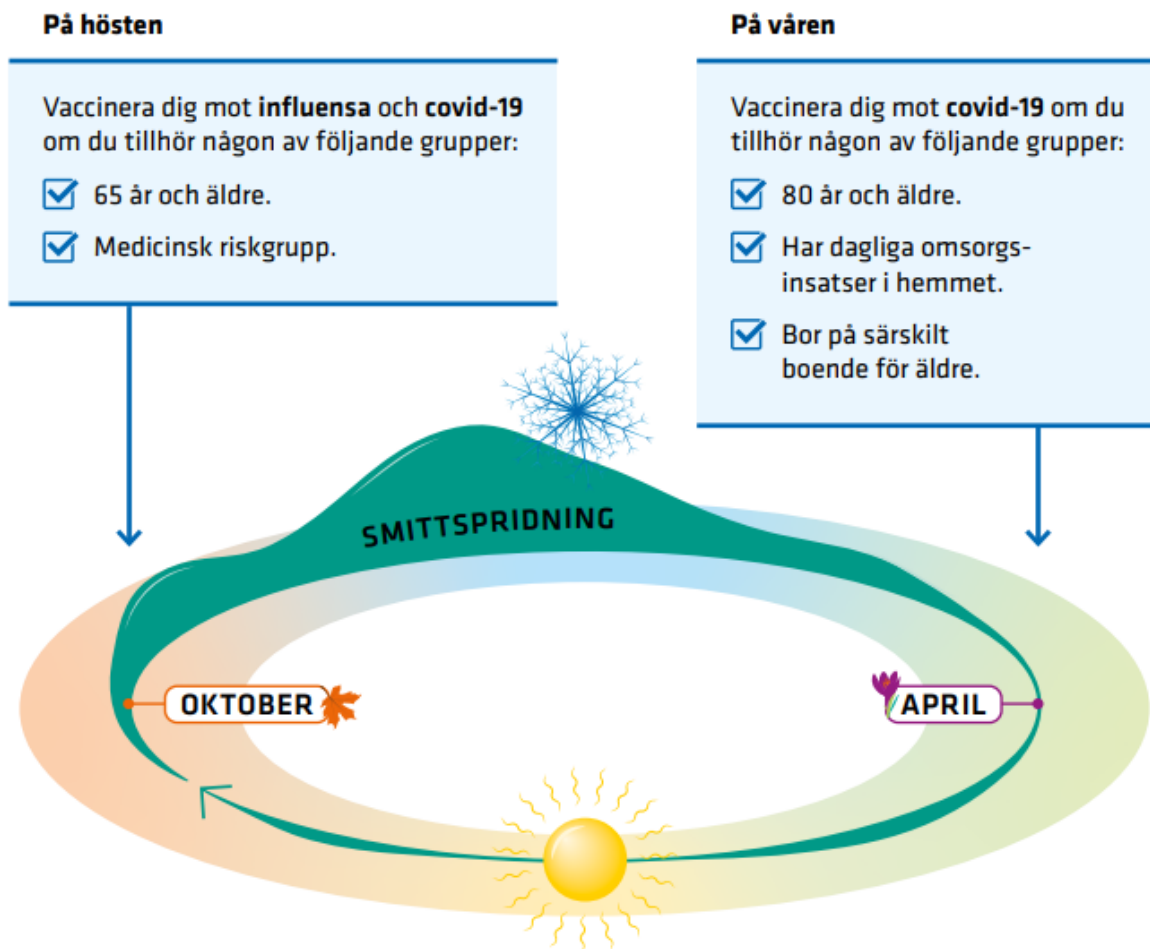 På hösten
Vaccinera dig mot influensa och covid-19
om du tillhör någon av följande grupper:
65 år och äldre.
Medicinsk riskgrupp.
På våren
Vaccinera dig mot covid-19 om du
tillhör någon av följande grupper:
80 år och äldre.
Har dagliga omsorgs-
insatser i hemmet.
Bor på särskilt
boende för äldre.
SMITTSPRIDNING
OKTOBER
APRIL